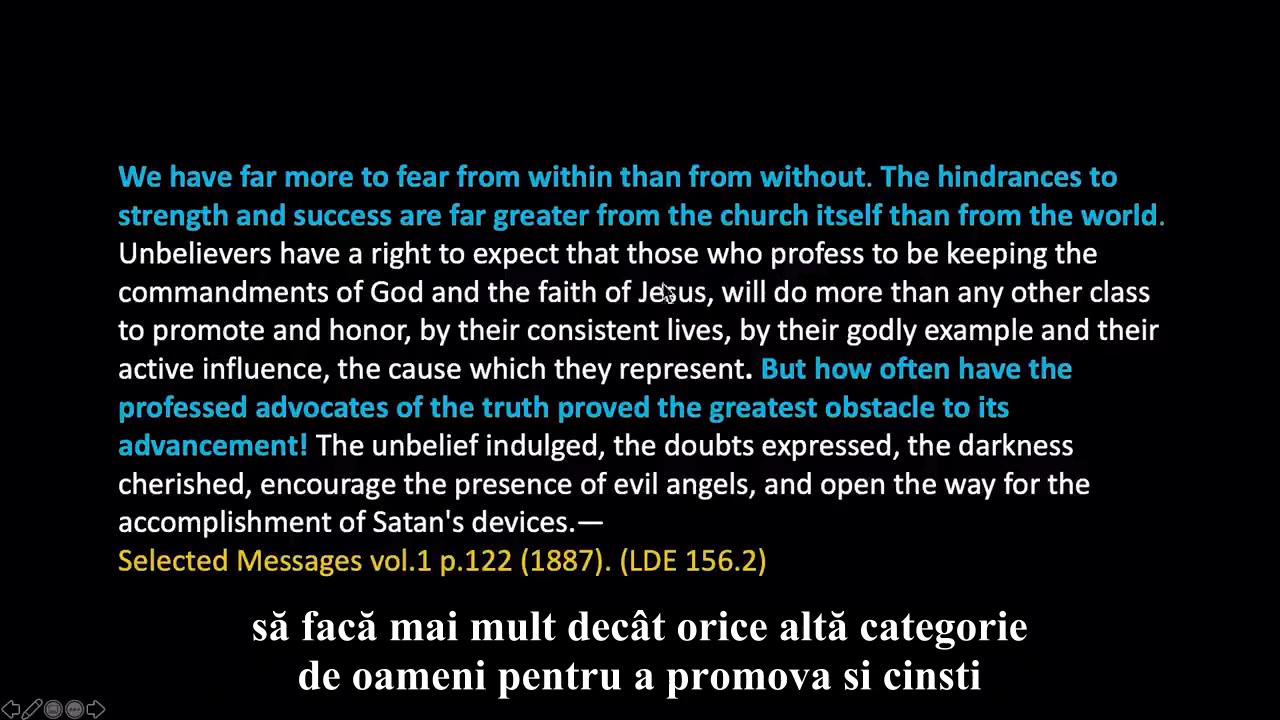 We have far more to fear from within than from without. The hindrances to
strength and success are far greater from the church itself than from the world.
Unbelievers have a right to expect that those who profess to be keeping the
commandments of God and the faith of Jesus, will do more than any other class
to promote and honor, by their consistent lives, by their godly example and their
active influence, the cause which they represent. But how often have the
professed advocates of the truth proved the greatest obstacle to its
advancement! The unbelief indulged, the doubts expressed, the darkness
cherished, encourage the presence of evil angels, and open the way for the
accomplishment of Satan's devices.—
Selected Messages vol.1 p.122 (1887). (LDE 156.2)
să facă mai mult decât orice altă categorie
de oameni pentru a promova si cinsti